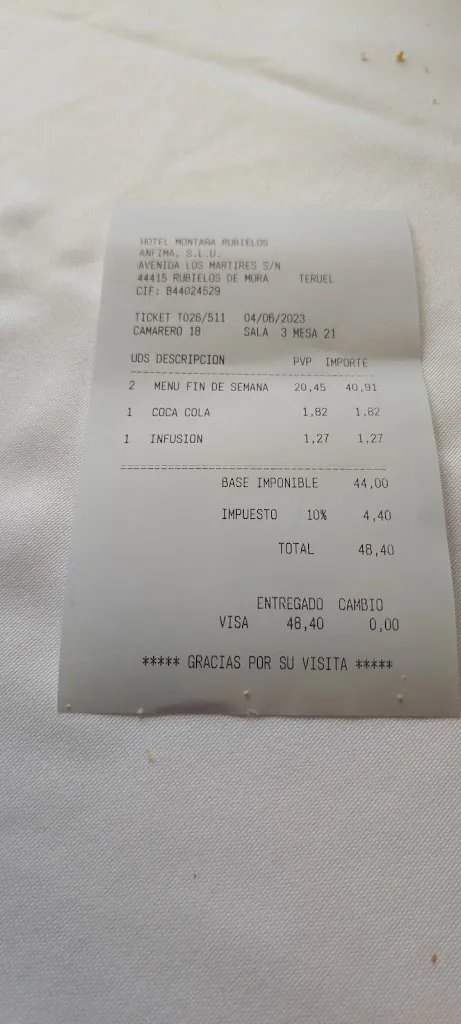 HOTEL MONTAÑA RUBIELOS
ANFIMA, S.L.U.
AVENIDA LOS MARTIRES S/N
44415 RUBIELOS DE MORA TERUEL
CIF: B44024529
TICKET T026/511 04/06/2023
CAMARERO 18 SALA 3 MESA 21
UDS DESCRIPCION PVP IMPORTE
2 MENU FIN DE SEMANA 20,45 40,91
1 COCA COLA 1,82 1,82
1 INFUSION 1,27 1,27
BASE IMPONIBLE 44,00
IMPUESTO 10% 4,40
TOTAL 48,40
ENTREGADO CAMBIO
VISA 48,40 0,00
***** GRACIAS POR SU VISITA *****